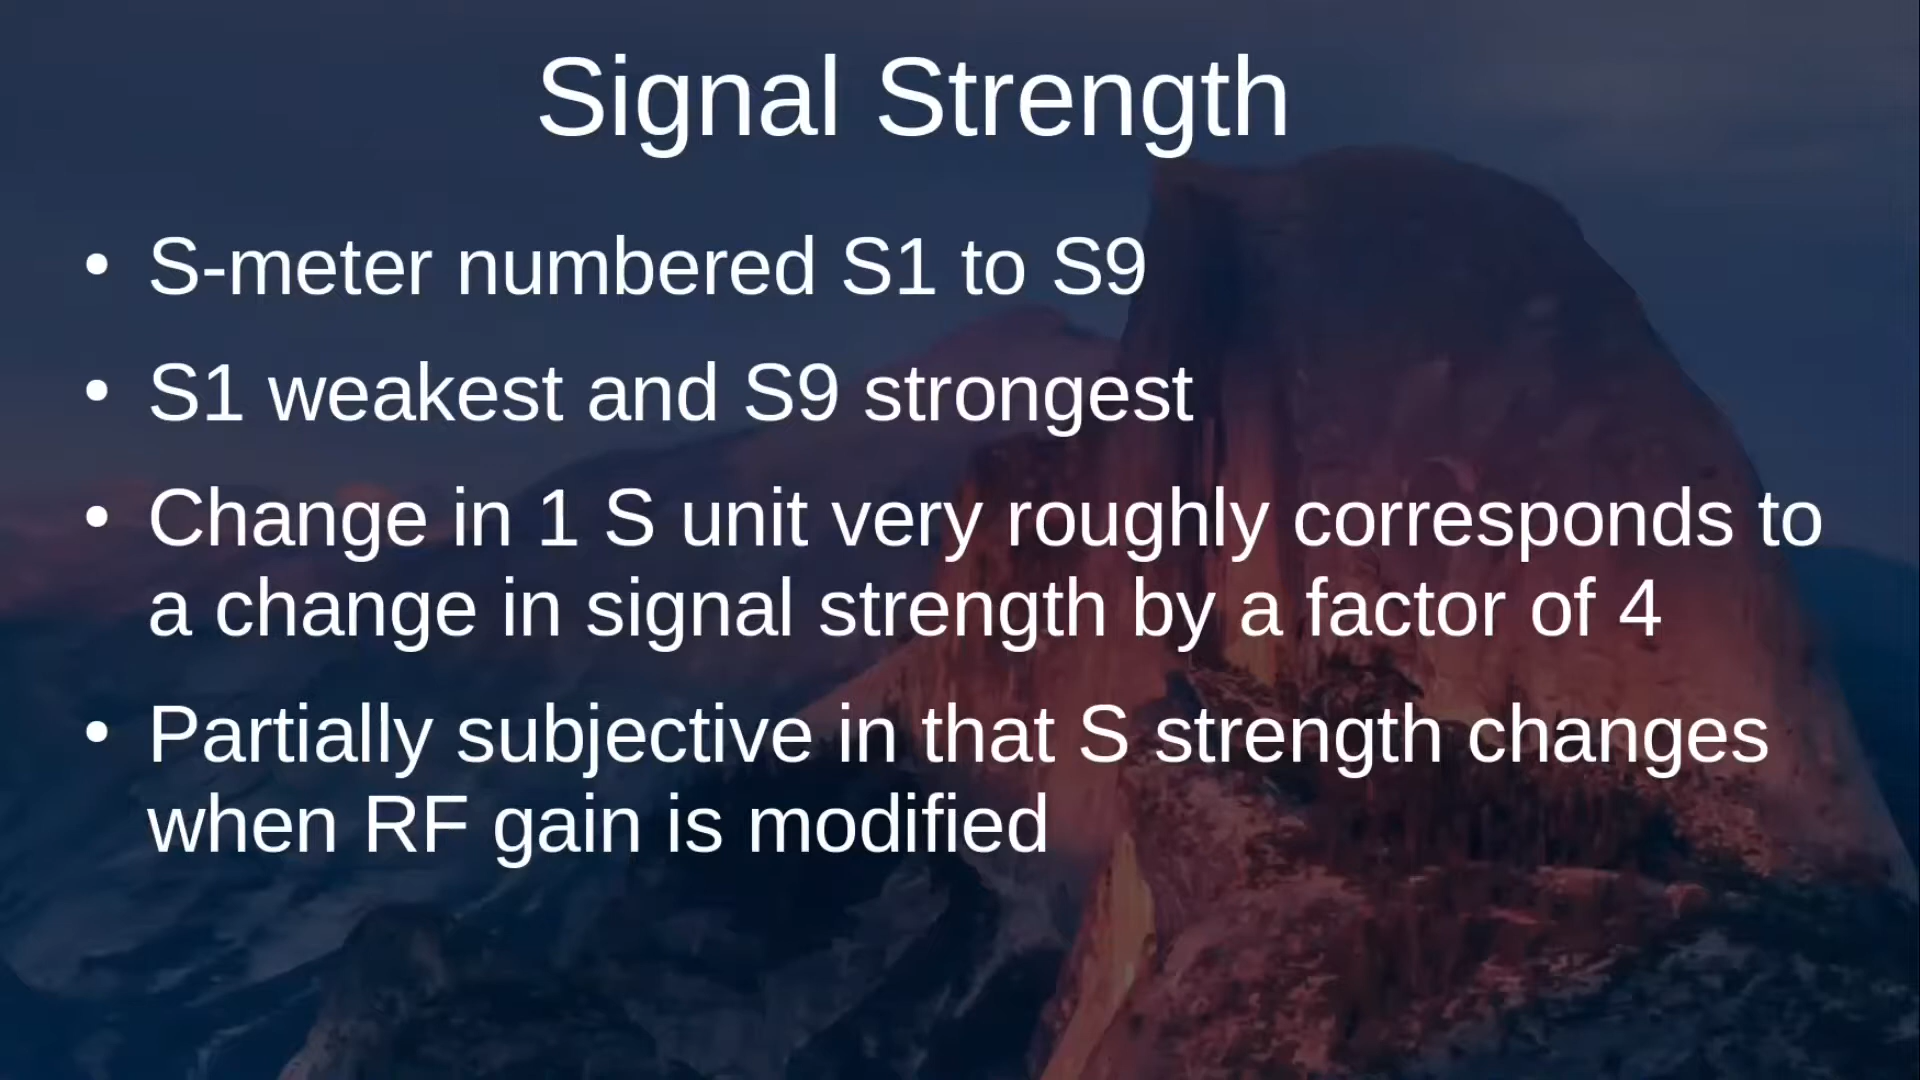 Signal Strength
• S-meter numbered S1 to S9
• S1 weakest and S9 strongest
• Change in 1 S unit very roughly corresponds to
a change in signal strength by a factor of 4
• Partially subjective in that S strength changes
when RF gain is modified